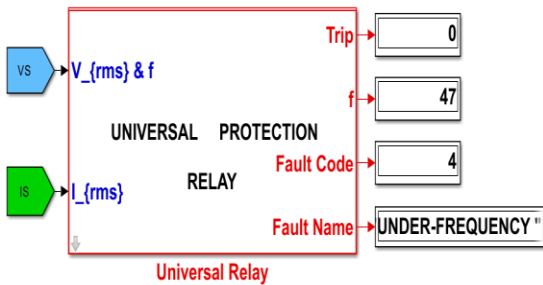 Trip
0
VS
V_{rms} & f
f
47
UNIVERSAL PROTECTION
RELAY
Fault Code
4
IS
I_{rms}
Fault Name
"UNDER-FREQUENCY "
Universal Relay